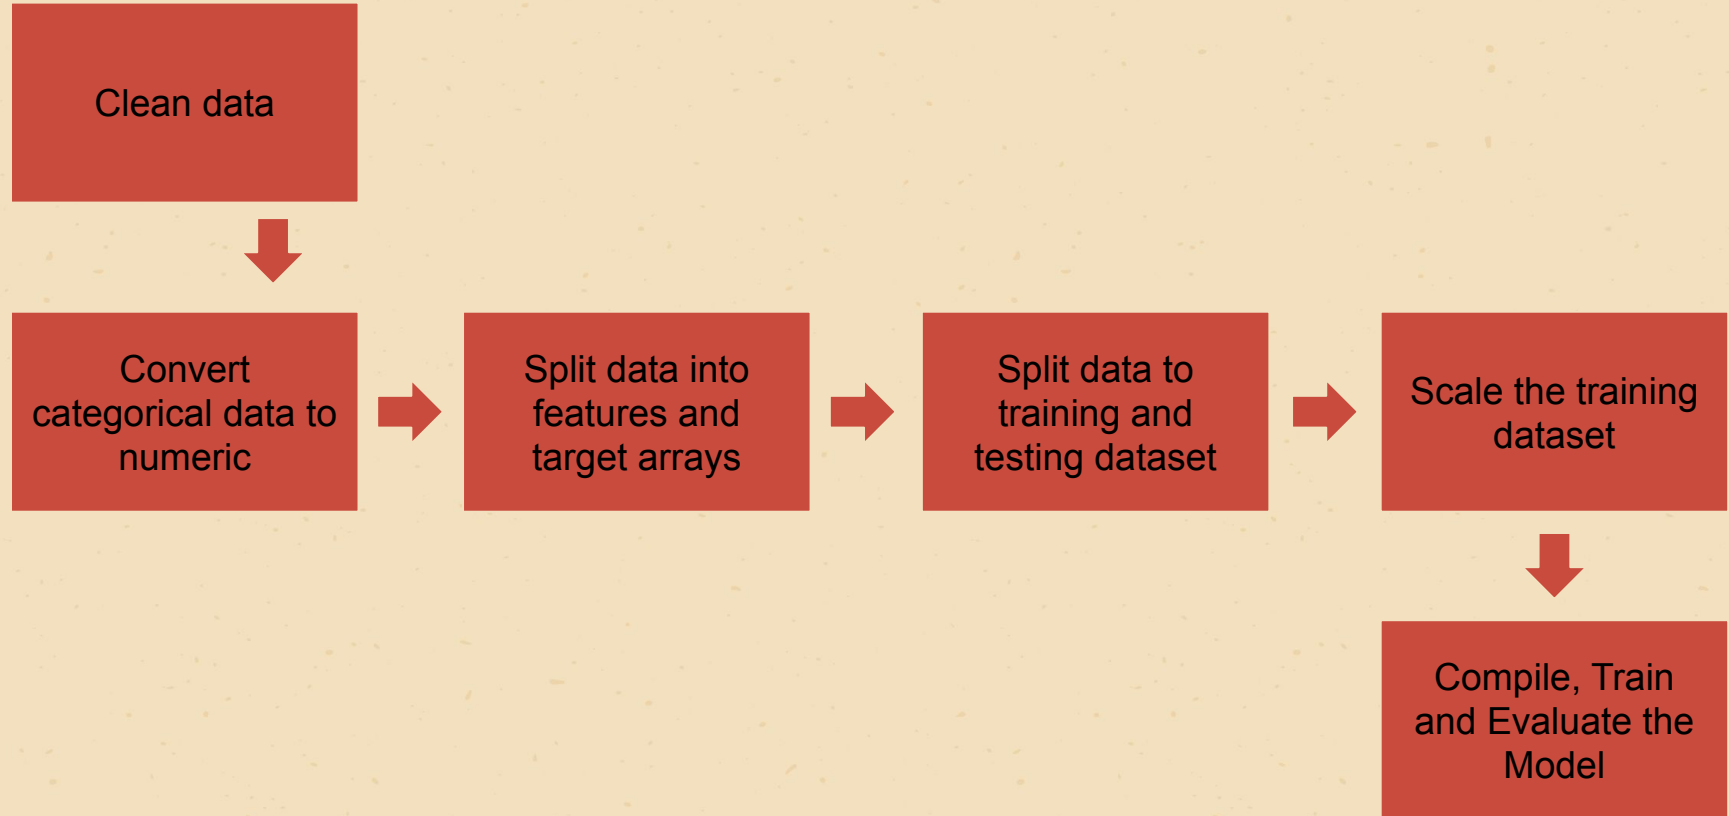 Clean data
Convert
categorical data to
numeric
Split data into
features and
target arrays
Split data to
training and
testing dataset
Scale the training
dataset
Compile, Train
and Evaluate the
Model